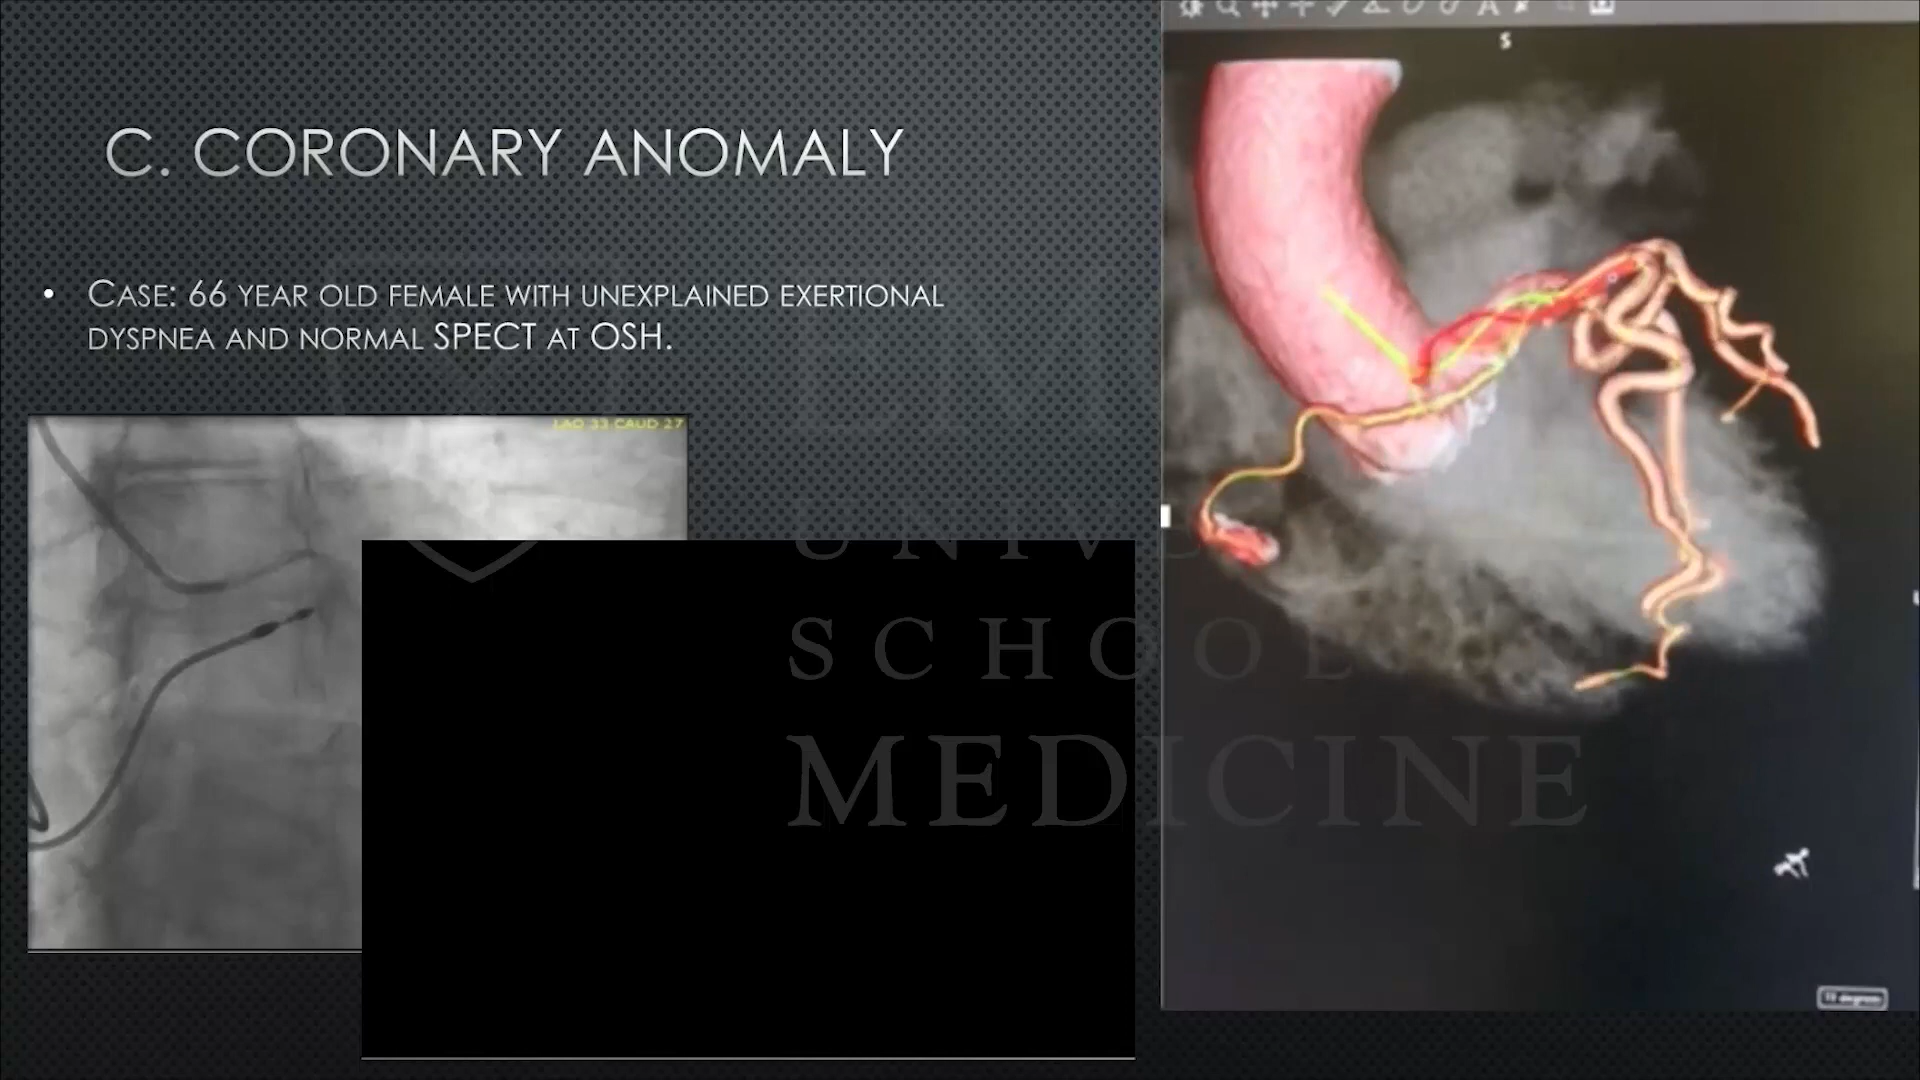 C. CORONARY ANOMALY
• CASE: 66 YEAR OLD FEMALE WITH UNEXPLAINED EXERTIONAL
DYSPNEA AND NORMAL SPECT AT OSH.
LAO 33 CAUD 27
S
SCHOOL
MEDICINE